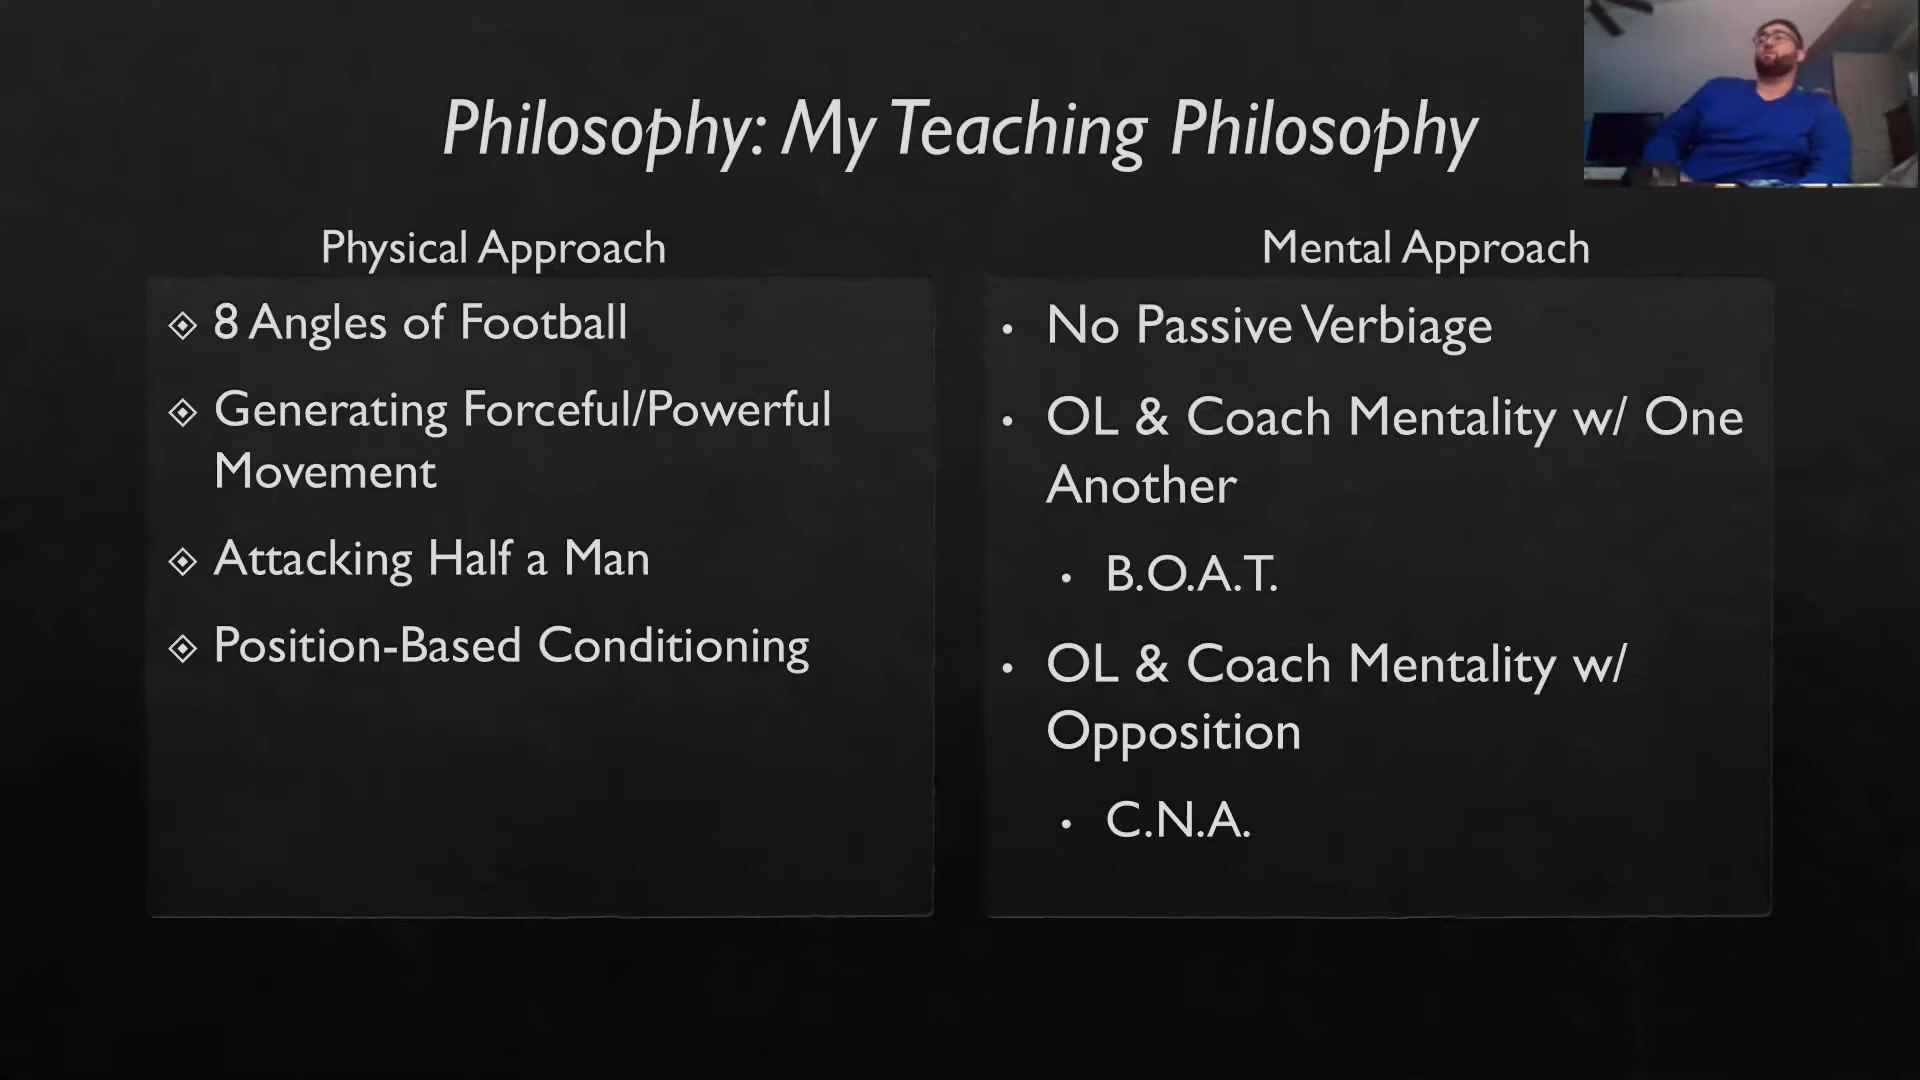 Philosophy: My Teaching Philosophy
Physical Approach
8 Angles of Football
Generating Forceful/Powerful
Movement
Attacking Half a Man
Position-Based Conditioning
Mental Approach
No Passive Verbiage
OL & Coach Mentality w/ One
Another
B.O.A.T.
OL & Coach Mentality w/
Opposition
C.N.A.